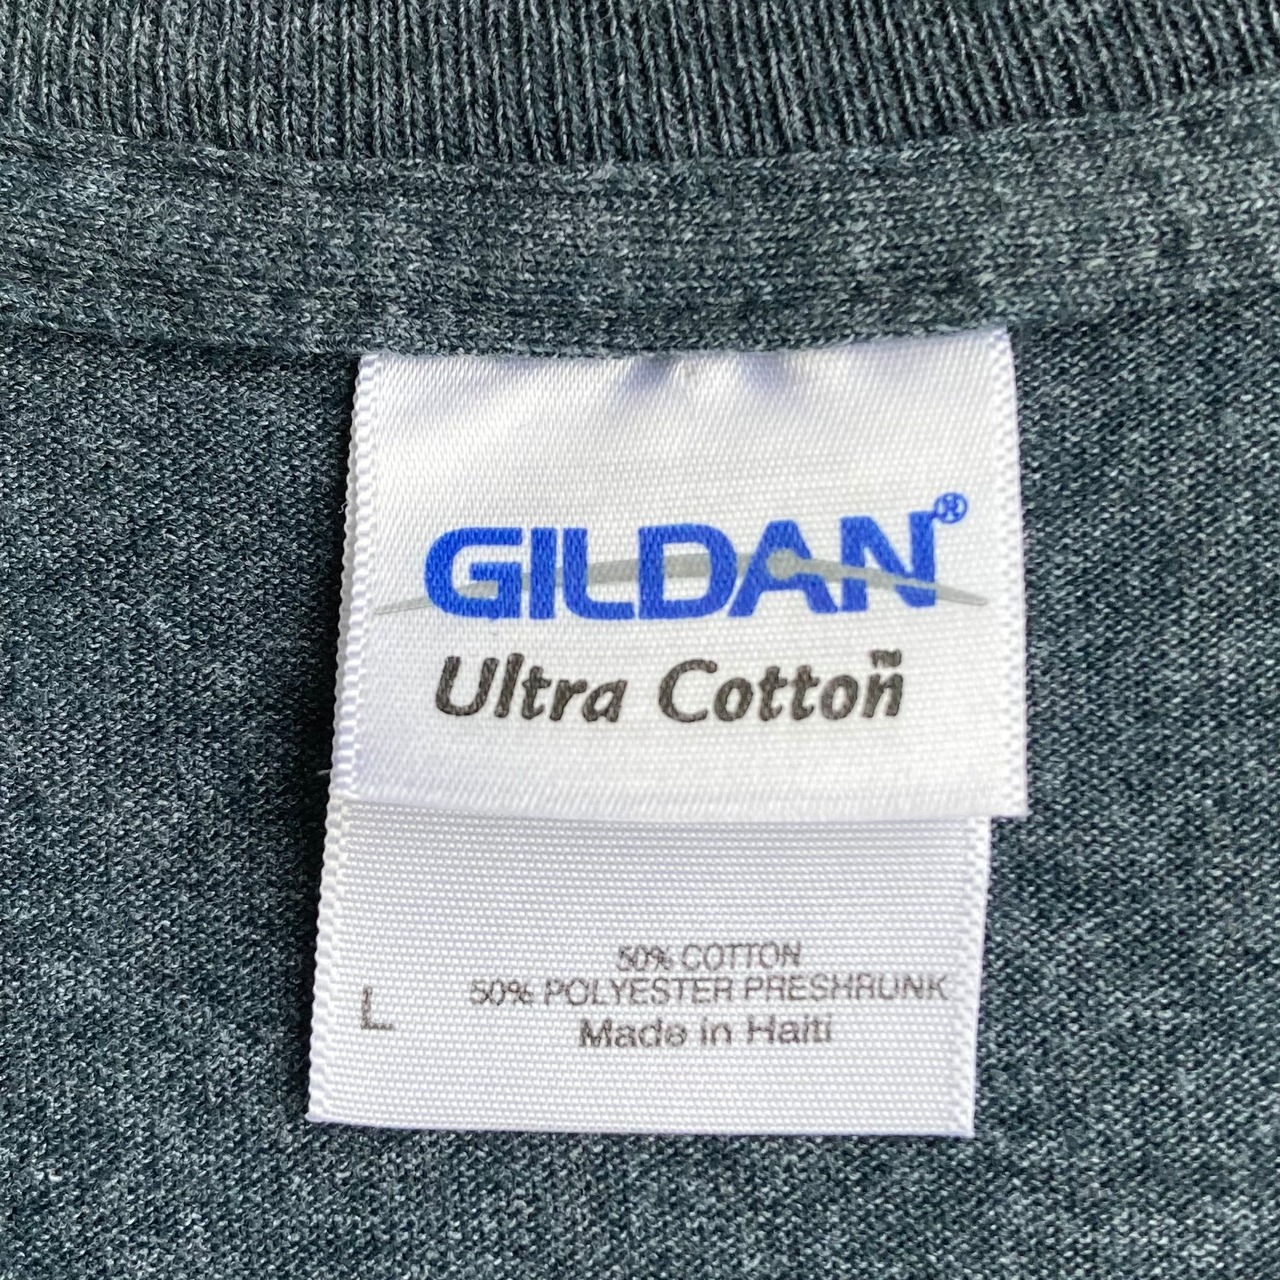 GILDAN®
Ultra Cotton™
50% COTTON
50% POLYESTER PRESHRUNK
L
Made in Haiti